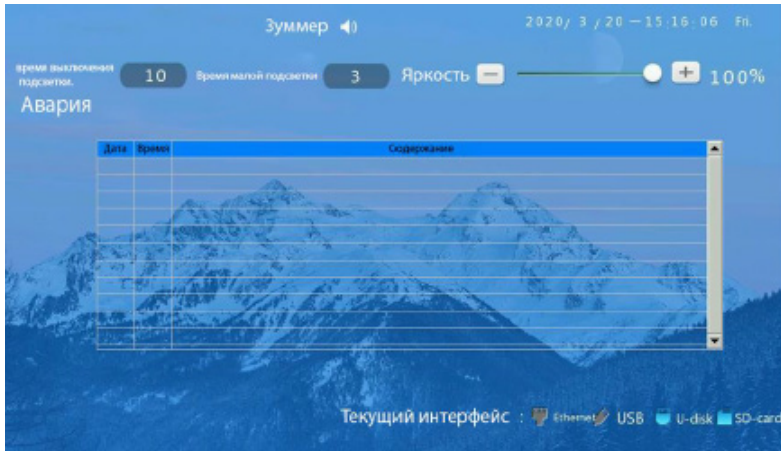 Зуммер
2020/ 3 /20 - 15:16:06 Fri.
время выключения
подсветки.
10
Время малой подсветки
3
Яркость
100%
Авария
Дата Время Содержание
Текущий интерфейс : Ethernet USB U-disk SD-card